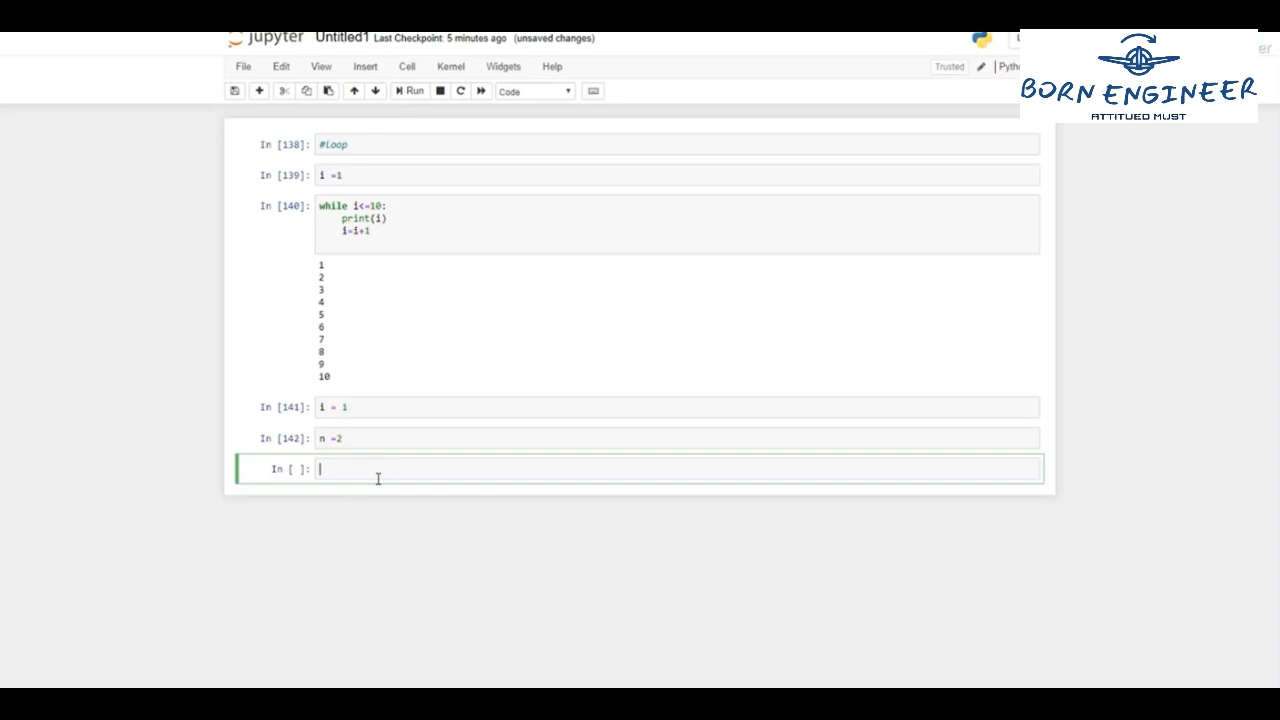 jupyter Untitled1 Last Checkpoint: 5 minutes ago (unsaved changes)
File Edit View Insert Cell Kernel Widgets Help
Trusted
Run
Code
BORN ENGINEER
ATTITUED MUST
In [138]: #Loop
In [139]: i =1
In [140]: while i<=10:
print(i)
i=i+1
1
2
3
4
5
6
7
8
9
10
In [141]: i = 1
In [142]: n =2
In [ ]: